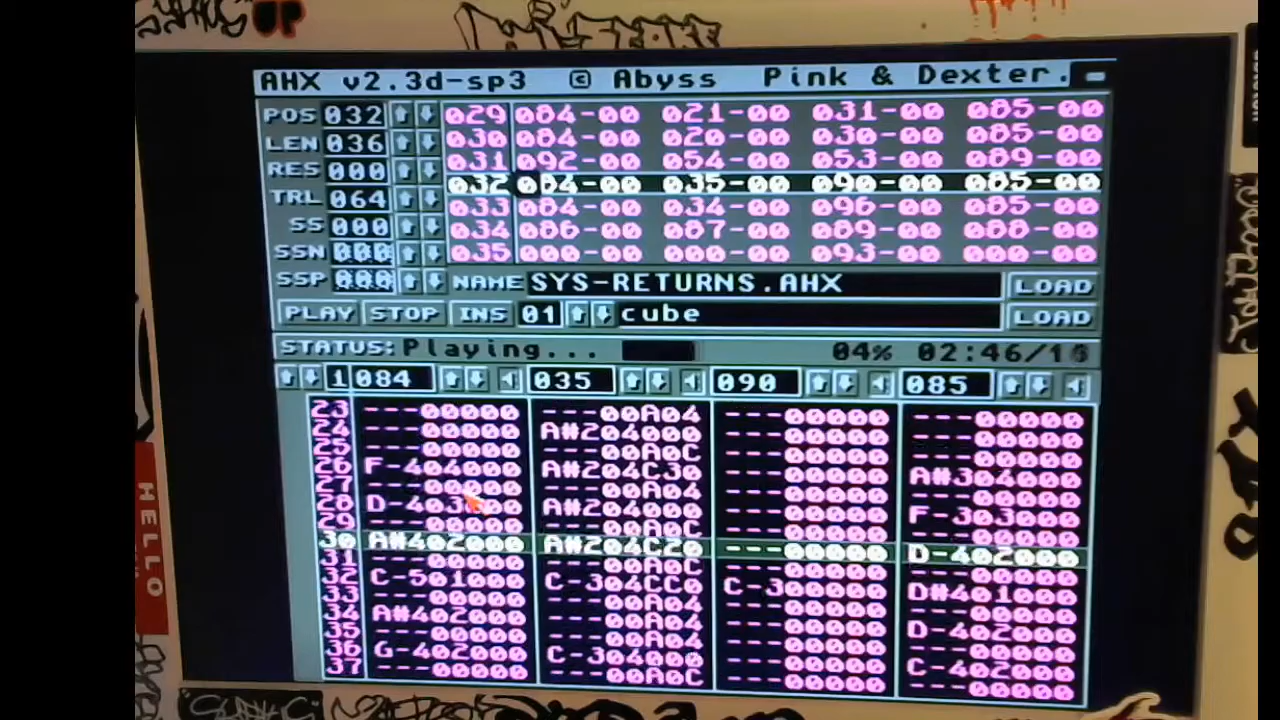 AHX v2.3d-sp3 © Abyss Pink & Dexter.
POS 032 029 084-00 021-00 031-00 085-00
LEN 036 030 084-00 020-00 030-00 085-00
RES 000 031 092-00 054-00 053-00 089-00
TRL 064 032 084-00 035-00 090-00 085-00
SS 000 033 084-00 034-00 096-00 085-00
SSN 000 034 086-00 087-00 089-00 088-00
SSP 000 035 000-00 000-00 093-00 000-00
NAME SYS-RETURNS.AHX LOAD
PLAY STOP INS 01 cube LOAD
STATUS: Playing... 04% 02:46/
1 084 035 090 085
23 ---00000 ---00A04 ---00000 ---00000
24 ---00000 A#204000 ---00000 ---00000
25 ---00000 ---00A0C ---00000 ---00000
26 F-404000 A#204C30 ---00000 A#304000
27 ---00000 ---00A04 ---00000 ---00000
28 D-403000 A#204000 ---00000 F-303000
29 ---00000 ---00A0C ---00000 ---00000
30 A#402000 A#204C20 ---00000 D-402000
31 ---00000 ---00A0C ---00000 ---00000
32 C-501000 C-304CC0 C-300000 D#401000
33 ---00000 ---00A04 ---00000 ---00000
34 A#402000 ---00A0C ---00000 D-402000
35 ---00000 ---00A04 ---00000 ---00000
36 G-402000 C-304000 ---00000 C-402000
37 ---00000 ---00A0C ---00000 ---00000
HELLO
UP